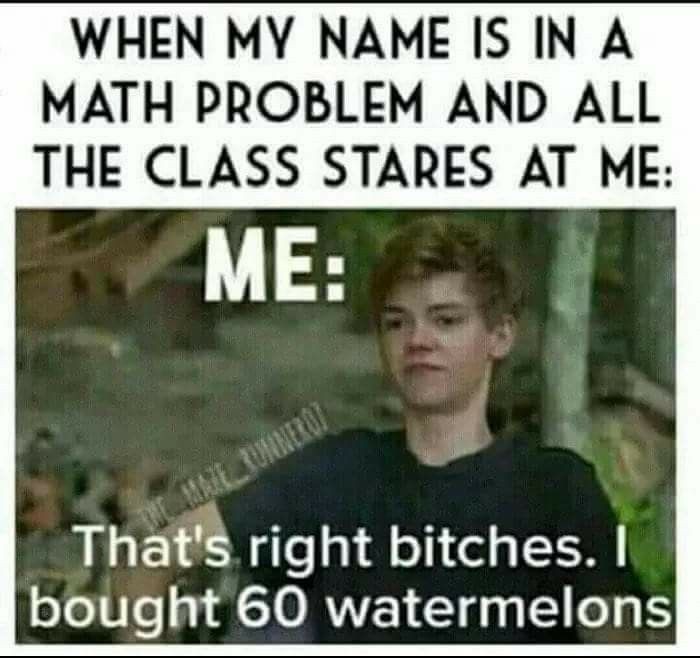 WHEN MY NAME IS IN A
MATH PROBLEM AND ALL
THE CLASS STARES AT ME:
ME:
THE_MAZE_RUNNER07
That's right bitches. I
bought 60 watermelons